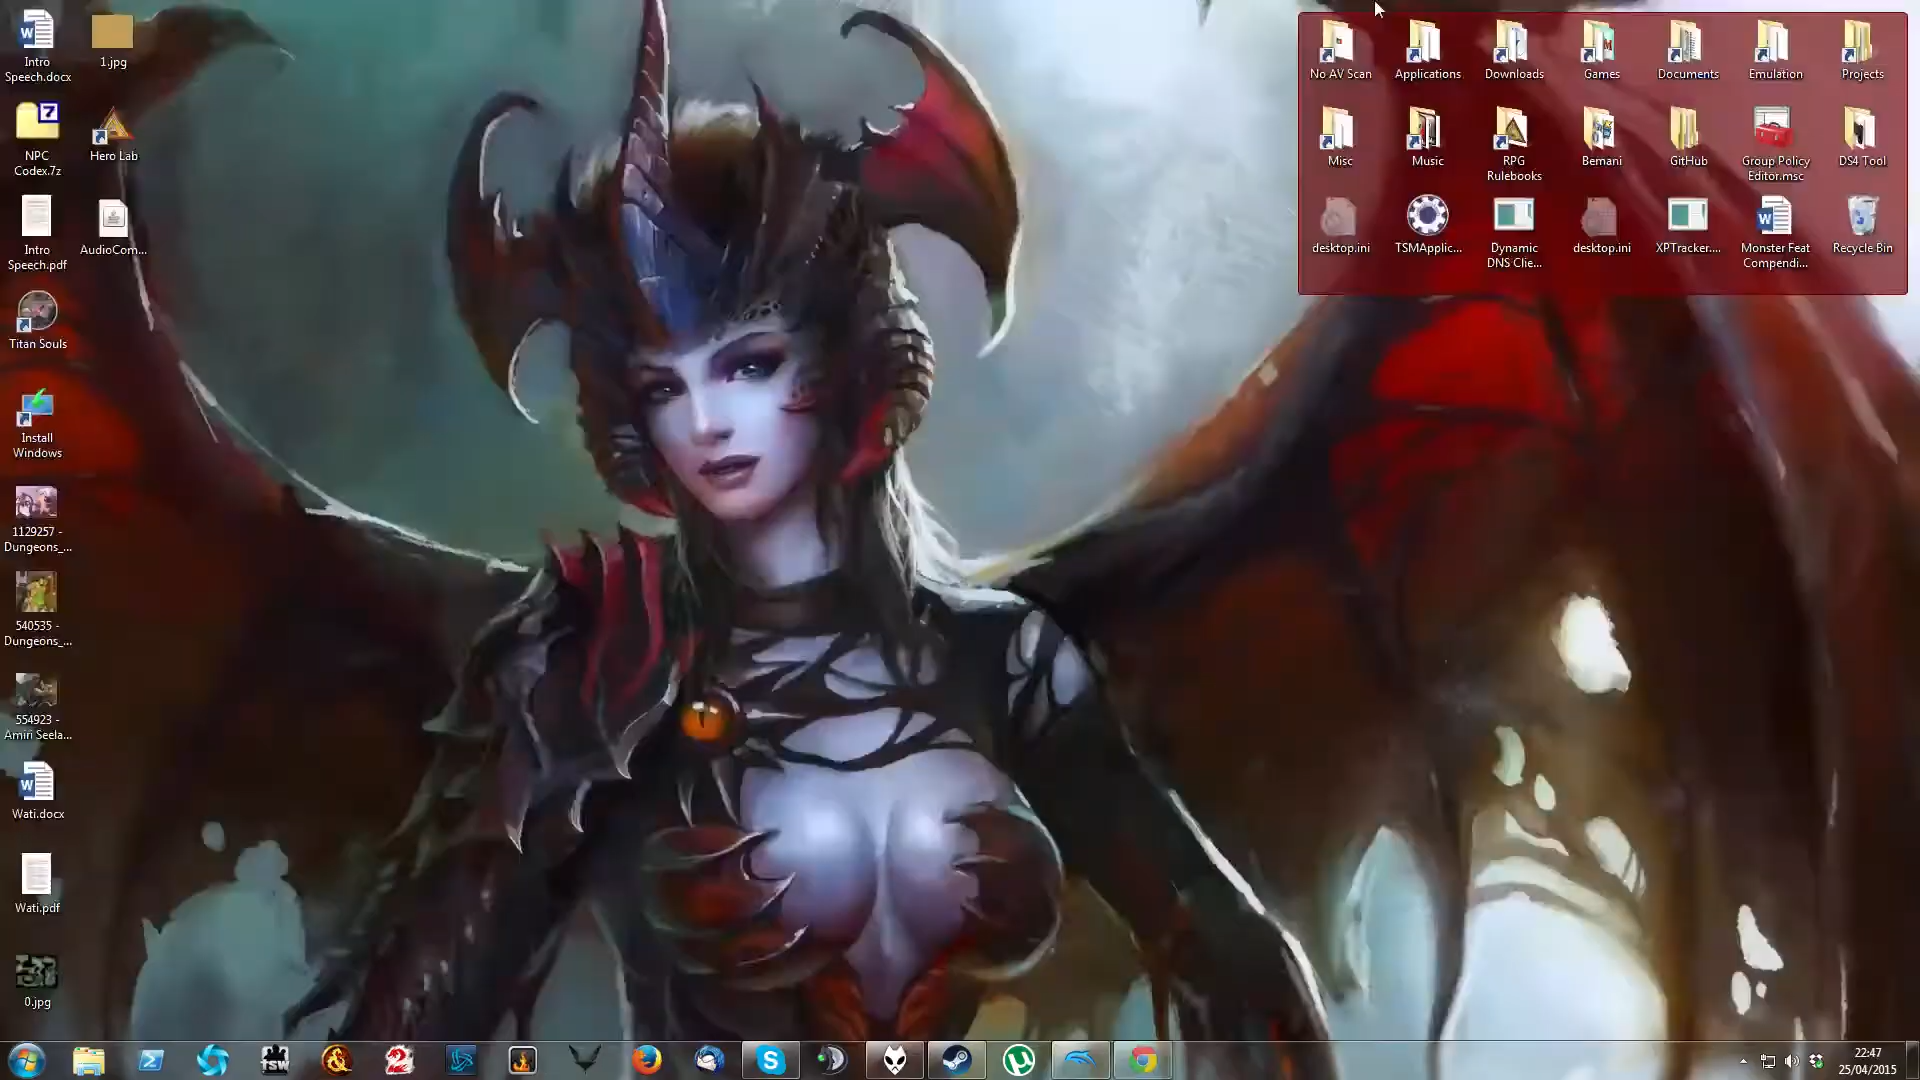 Intro
Speech.docx
1.jpg
NPC
Codex.7z
Hero Lab
Intro
Speech.pdf
AudioCom...
Titan Souls
Install
Windows
1129257 -
Dungeons_...
540535 -
Dungeons_...
554923 -
Amiri Seela...
Wati.docx
Wati.pdf
0.jpg
No AV Scan
Applications
Downloads
Games
Documents
Emulation
Projects
Misc
Music
RPG
Rulebooks
Bemani
GitHub
Group Policy
Editor.msc
DS4 Tool
desktop.ini
TSMApplic...
Dynamic
DNS Clie...
desktop.ini
XPTracker....
Monster Feat
Compendi...
Recycle Bin
TSW
22:47
25/04/2015